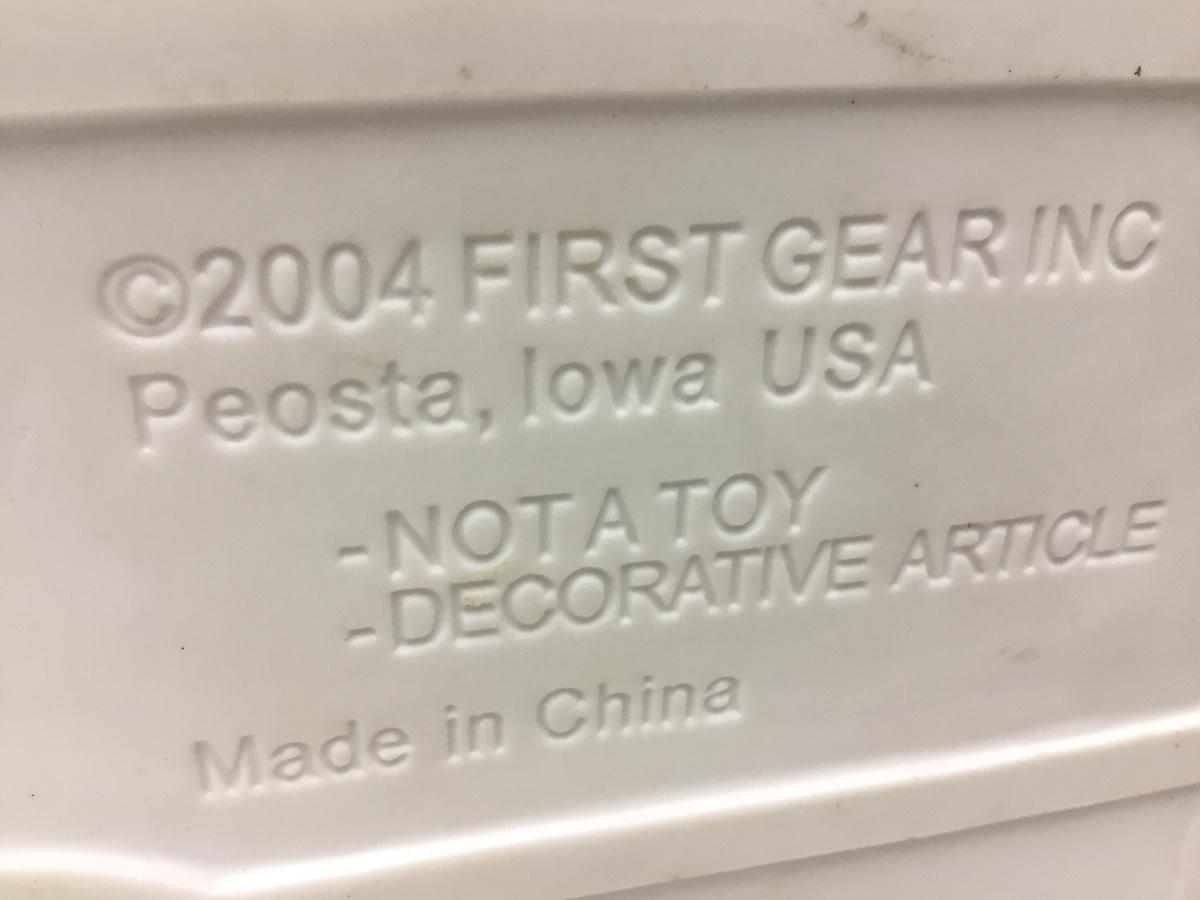 ©2004 FIRST GEAR INC
Peosta, Iowa USA
-NOT A TOY
-DECORATIVE ARTICLE
Made in China